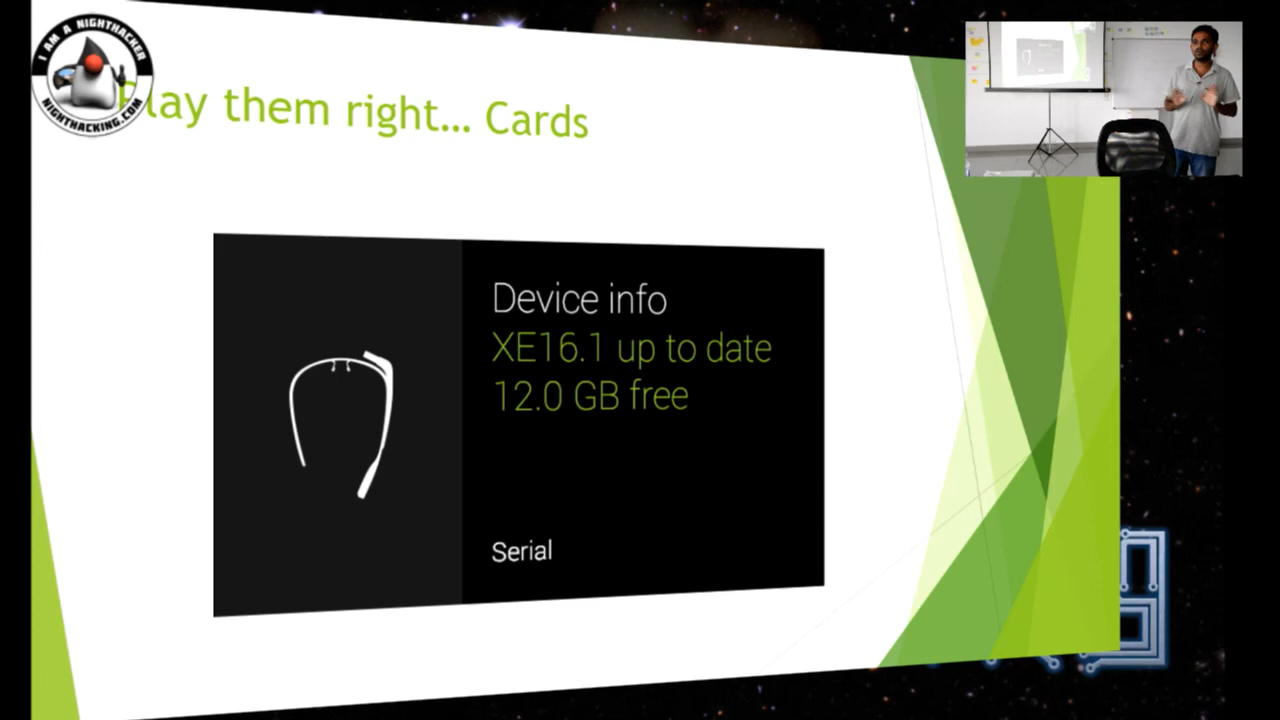 I AM A NIGHTHACKER
NIGHTHACKING.COM
Play them right... Cards
Device info
XE16.1 up to date
12.0 GB free
Serial